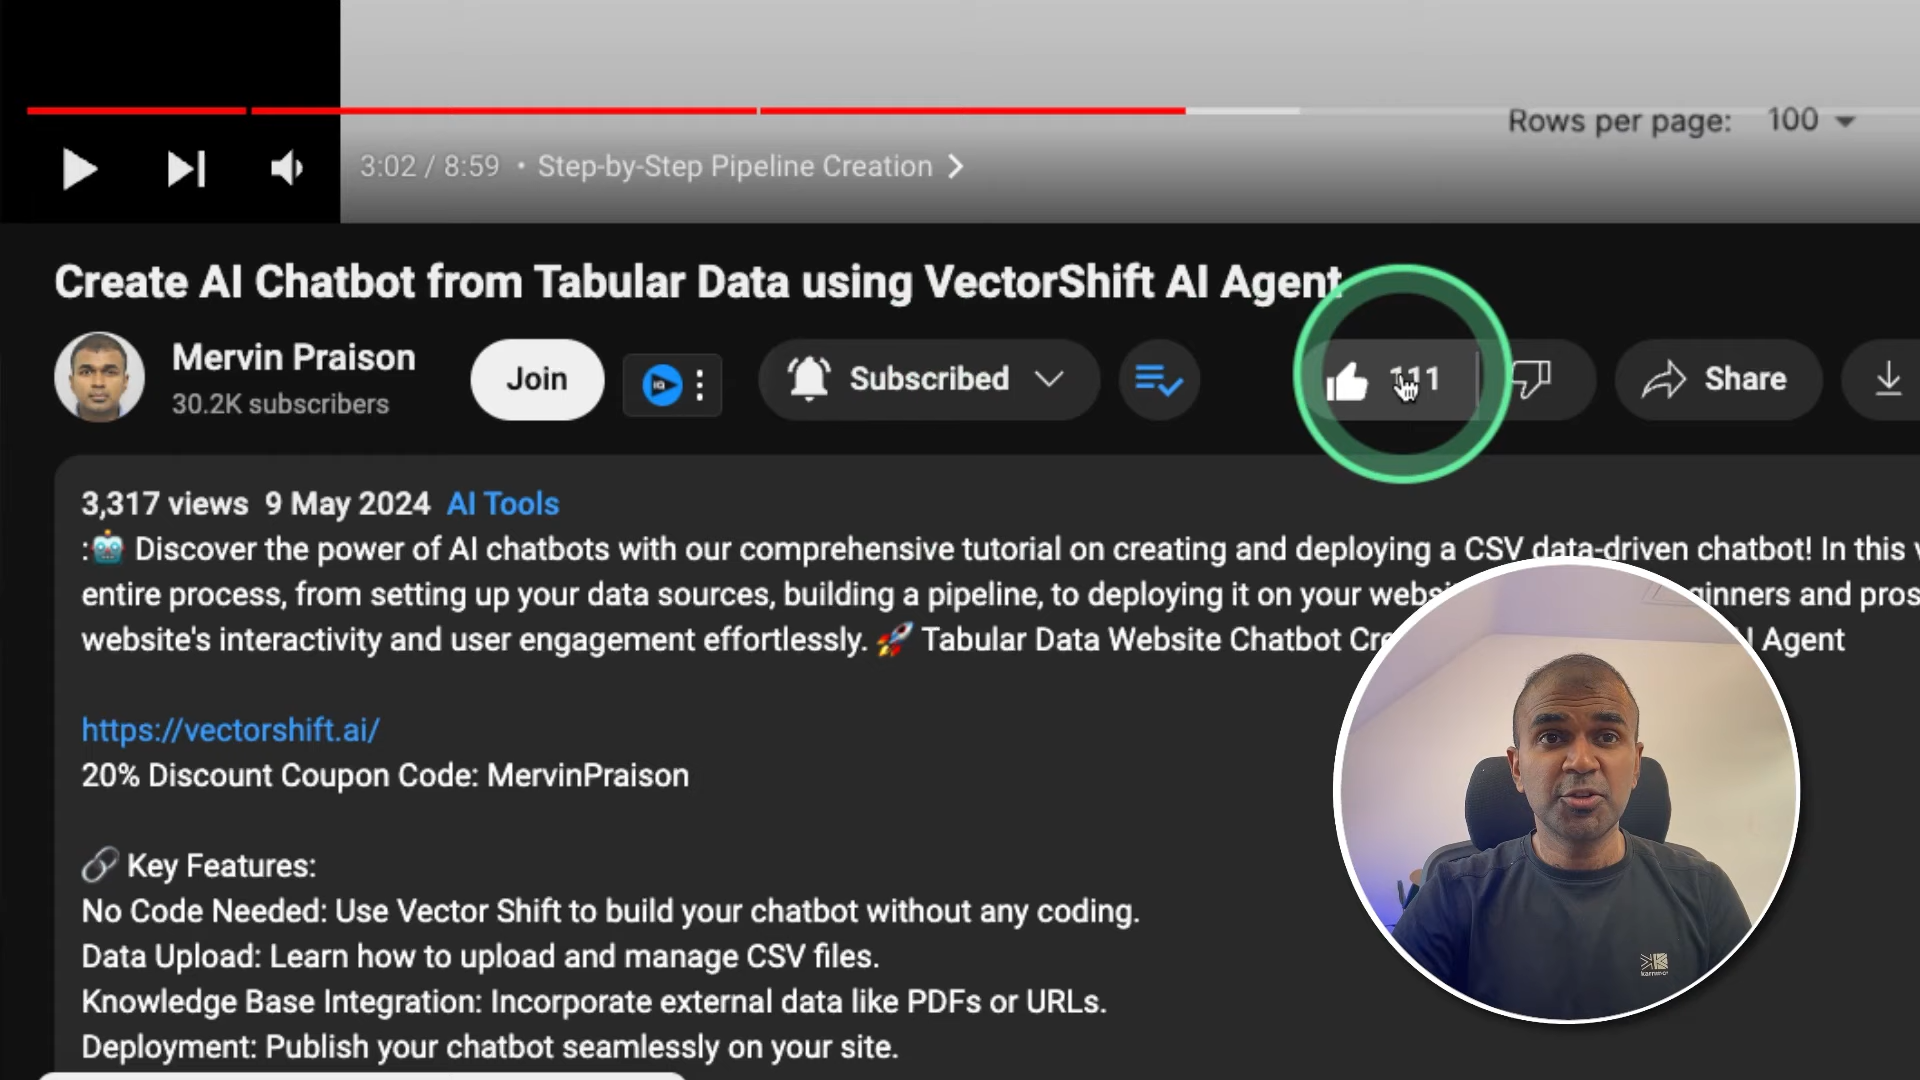 Rows per page: 100
3:02 / 8:59 • Step-by-Step Pipeline Creation
Create AI Chatbot from Tabular Data using VectorShift AI Agent
Mervin Praison
30.2K subscribers
Join
IQ
Subscribed
111
Share
3,317 views 9 May 2024 AI Tools
:🤖 Discover the power of AI chatbots with our comprehensive tutorial on creating and deploying a CSV data-driven chatbot! In this
entire process, from setting up your data sources, building a pipeline, to deploying it on your and
website's interactivity and user engagement effortlessly. 🚀 Tabular Data Website Chatbot Agent
https://vectorshift.ai/
20% Discount Coupon Code: MervinPraison
🔗 Key Features:
No Code Needed: Use Vector Shift to build your chatbot without any coding.
Data Upload: Learn how to upload and manage CSV files.
Knowledge Base Integration: Incorporate external data like PDFs or URLs.
Deployment: Publish your chatbot seamlessly on your site.